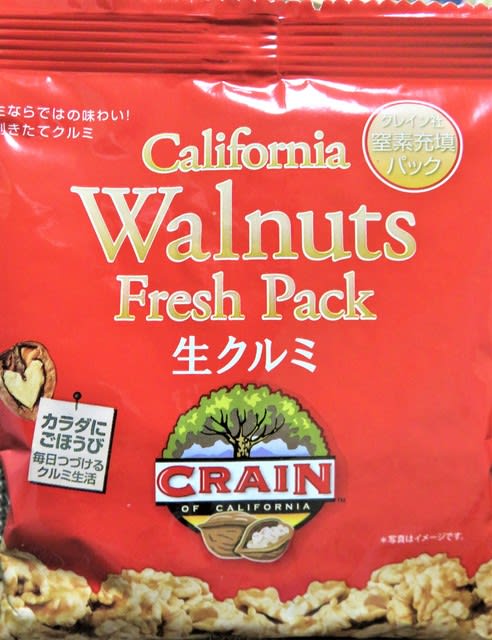 ミならではの味わい!
割きたてクルミ
クレイン社
窒素充填
パック
California
Walnuts
Fresh Pack
生クルミ
カラダに
ごほうび
毎日つづける
クルミ生活
CRAIN
OF CALIFORNIA
TM
*写真はイメージです。